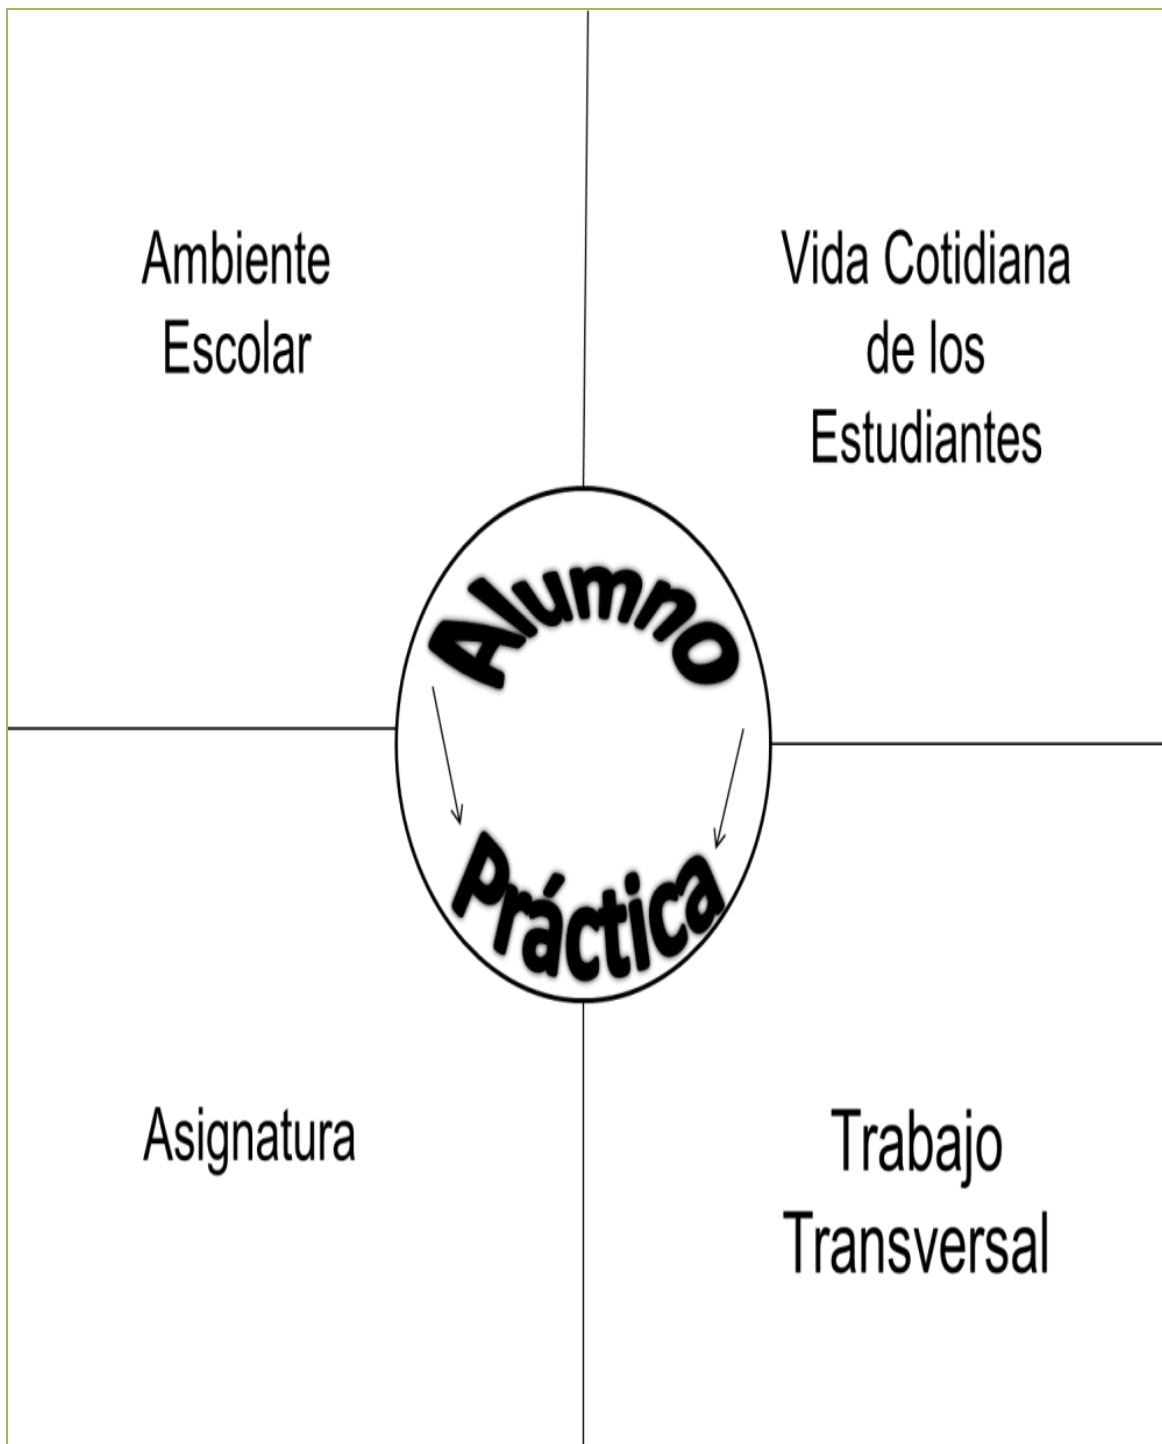 Ambiente
Escolar
Vida Cotidiana
de los
Estudiantes
Alumno
Práctica
Asignatura
Trabajo
Transversal